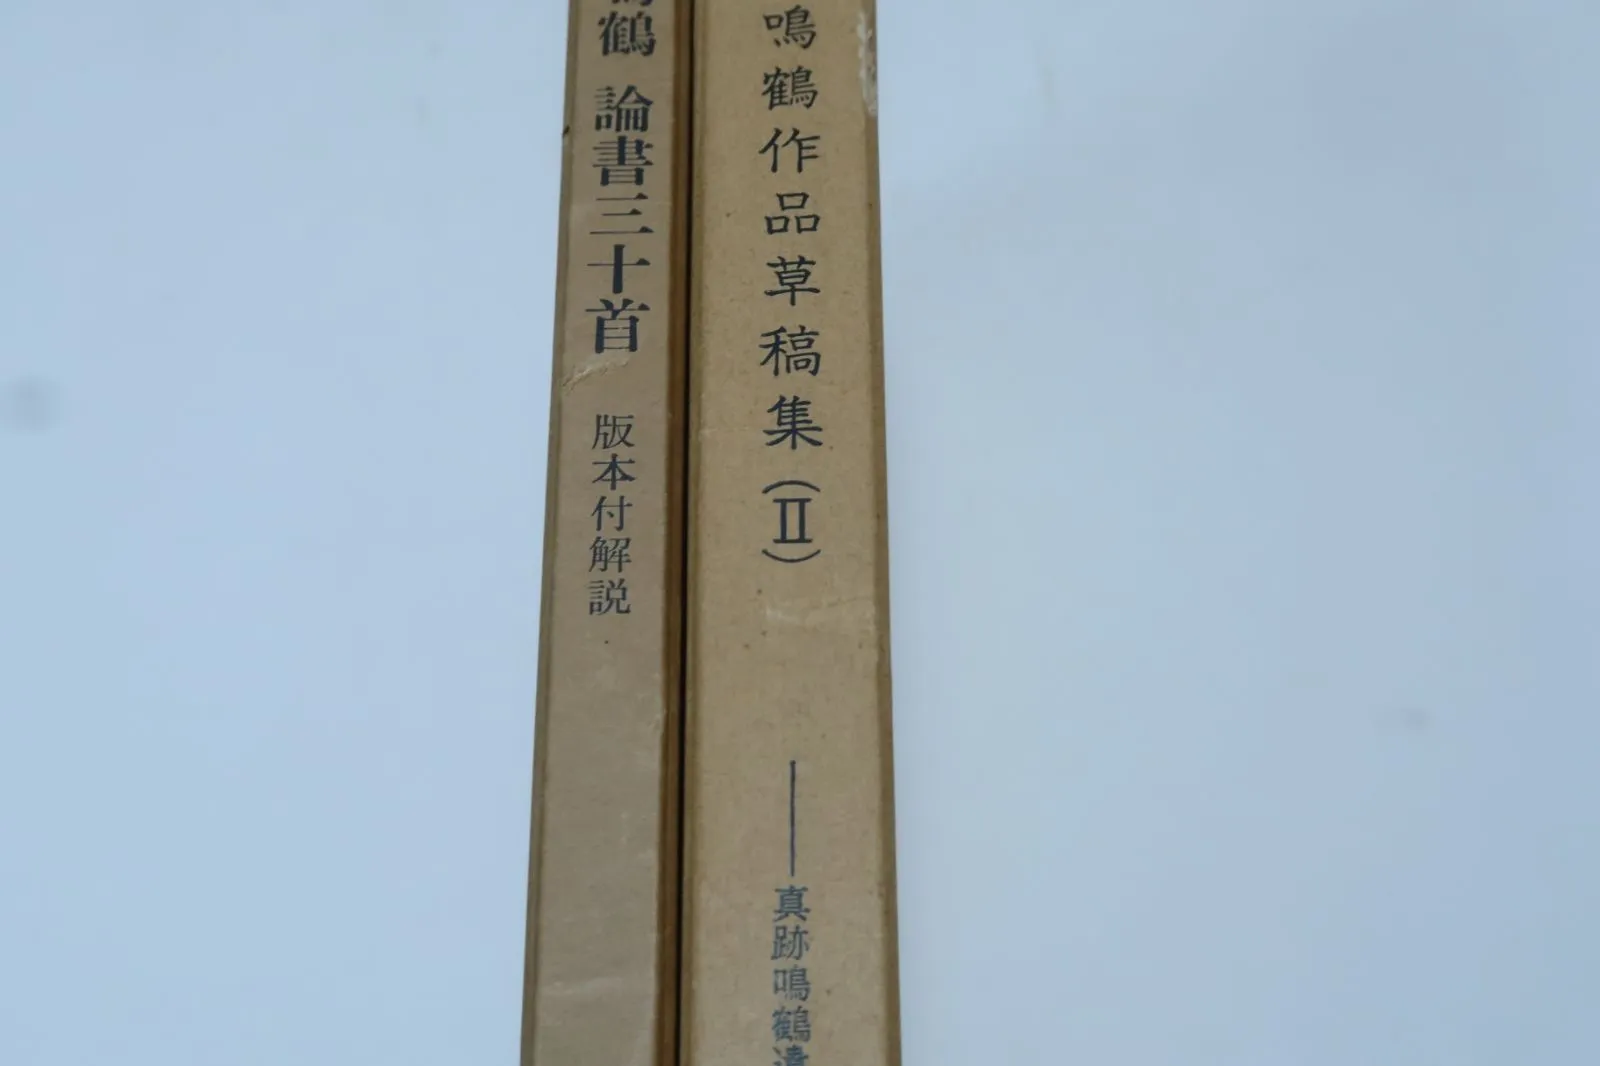 鳴鶴作品草稿集(Ⅱ)
――真跡鳴鶴遺
鶴 論書三十首
版本付解説